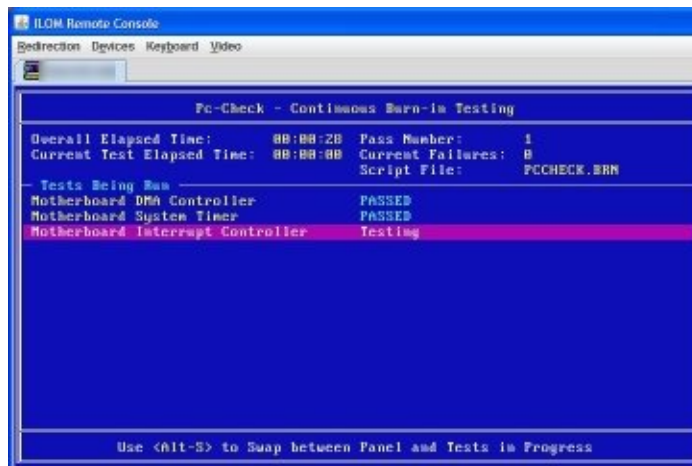 ILOM Remote Console
Redirection Devices Keyboard Video
Pc-Check - Continuous Burn-in Testing
Overall Elapsed Time: 00:00:20 Pass Number: 1
Current Test Elapsed Time: 00:00:00 Current Failures: 0
Script File: PCCHECK.BRN
Tests Being Run
Motherboard DMA Controller PASSED
Motherboard System Timer PASSED
Motherboard Interrupt Controller Testing
Use <Alt-S> to Swap between Panel and Tests in Progress